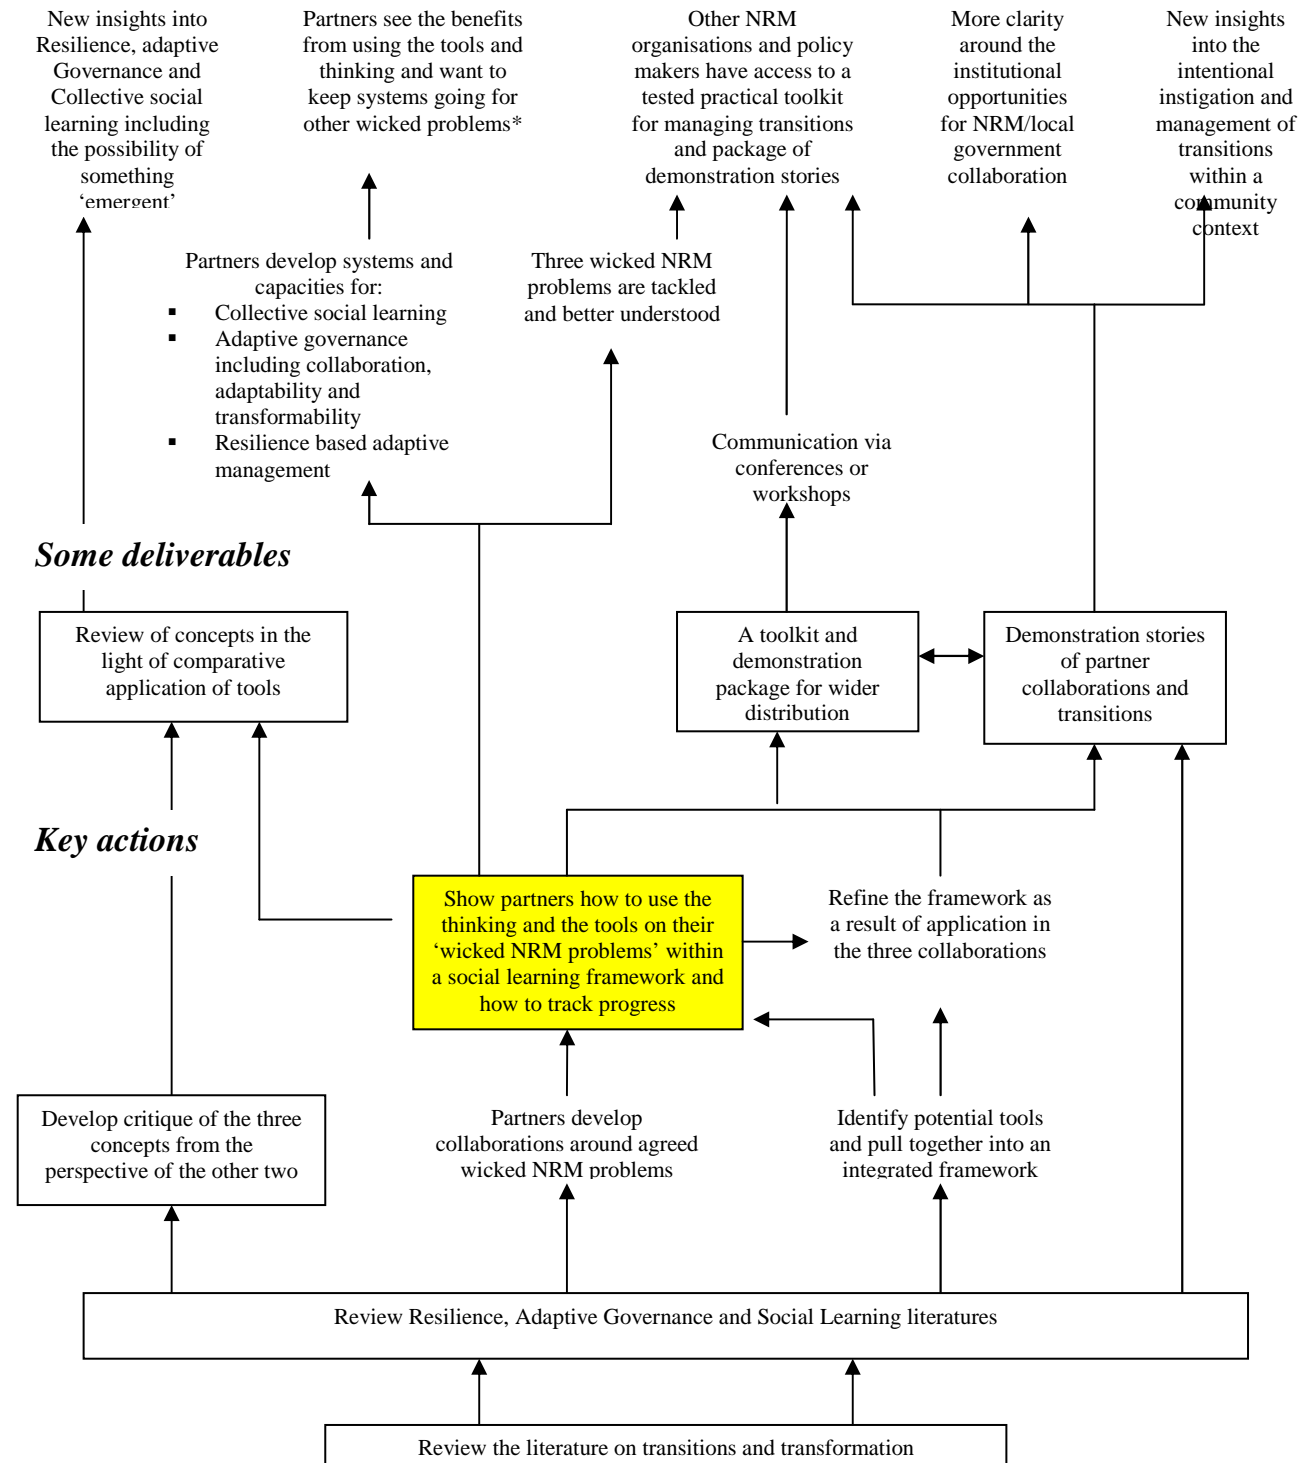 New insights into
Resilience, adaptive
Governance and
Collective social
learning including
the possibility of
something
‘emergent’
Partners see the benefits
from using the tools and
thinking and want to
keep systems going for
other wicked problems*
Other NRM
organisations and policy
makers have access to a
tested practical toolkit
for managing transitions
and package of
demonstration stories
More clarity
around the
institutional
opportunities
for NRM/local
government
collaboration
New insights
into the
intentional
instigation and
management of
transitions
within a
community
context
Partners develop systems and
capacities for:
▪ Collective social learning
▪ Adaptive governance
including collaboration,
adaptability and
transformability
▪ Resilience based adaptive
management
Three wicked NRM
problems are tackled
and better understood
Communication via
conferences or
workshops
Some deliverables
Review of concepts in the
light of comparative
application of tools
A toolkit and
demonstration
package for wider
distribution
Demonstration stories
of partner
collaborations and
transitions
Key actions
Show partners how to use the
thinking and the tools on their
‘wicked NRM problems’ within
a social learning framework and
how to track progress
Refine the framework as
a result of application in
the three collaborations
Develop critique of the three
concepts from the
perspective of the other two
Partners develop
collaborations around agreed
wicked NRM problems
Identify potential tools
and pull together into an
integrated framework
Review Resilience, Adaptive Governance and Social Learning literatures
Review the literature on transitions and transformation